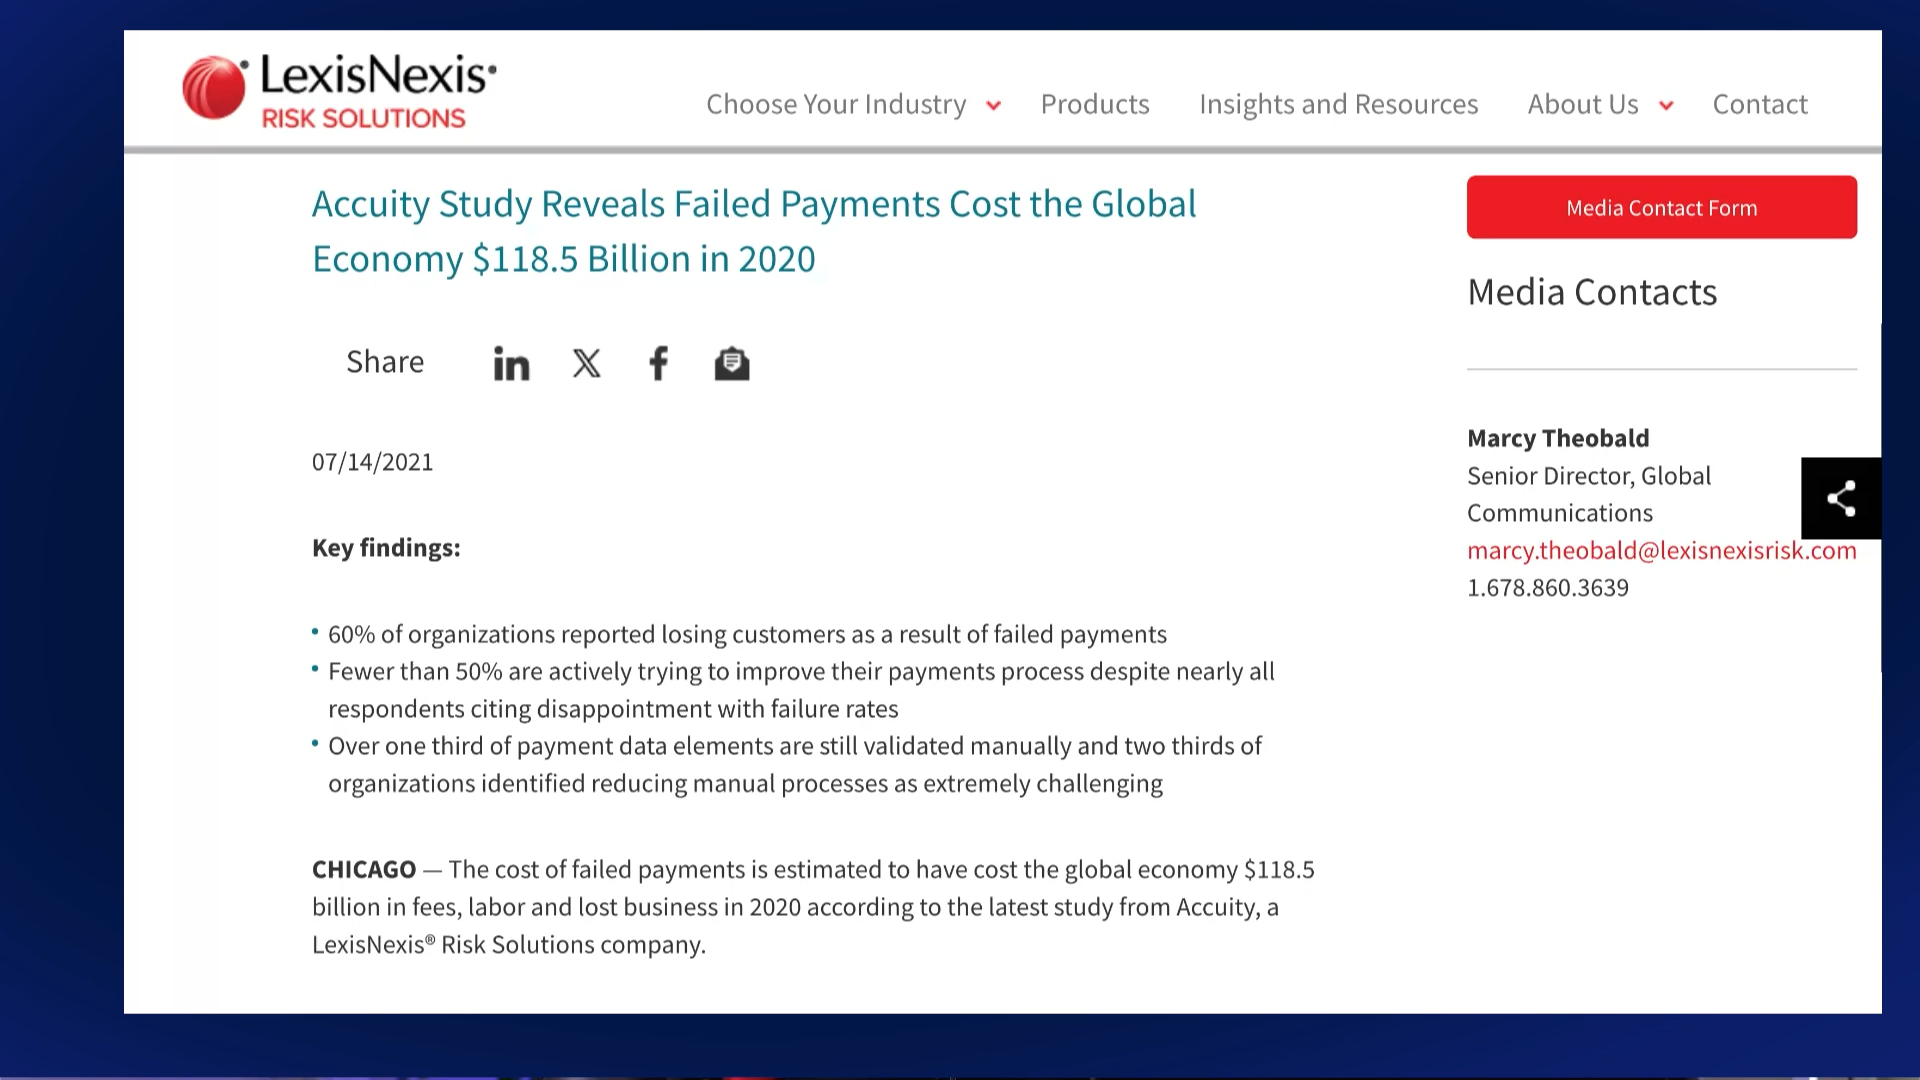 LexisNexis®
RISK SOLUTIONS
Choose Your Industry
Products
Insights and Resources
About Us
Contact
Accuity Study Reveals Failed Payments Cost the Global
Economy $118.5 Billion in 2020
Share
07/14/2021
Key findings:
• 60% of organizations reported losing customers as a result of failed payments
• Fewer than 50% are actively trying to improve their payments process despite nearly all
respondents citing disappointment with failure rates
• Over one third of payment data elements are still validated manually and two thirds of
organizations identified reducing manual processes as extremely challenging
CHICAGO — The cost of failed payments is estimated to have cost the global economy $118.5
billion in fees, labor and lost business in 2020 according to the latest study from Accuity, a
LexisNexis® Risk Solutions company.
Media Contact Form
Media Contacts
Marcy Theobald
Senior Director, Global
Communications
marcy.theobald@lexisnexisrisk.com
1.678.860.3639